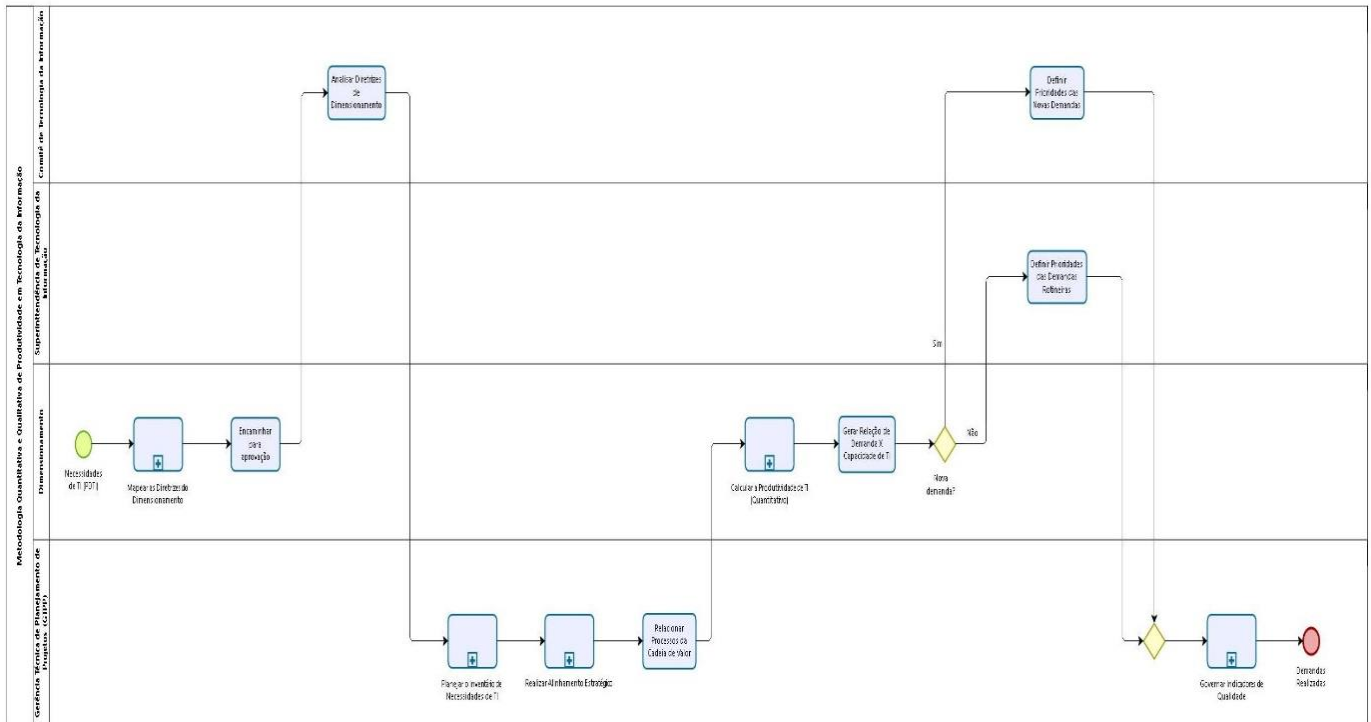 Metodologia Quantitativa e Qualitativa de Produtividade em Tecnologia da Informação
Comitê de Tecnologia da Informação
Analisar Diretrizes
de
Dimensionamento
Definir
Prioridades das
Novas Demandas
Superinttendência de Tecnologia da
Informação
Definir Prioridades
das Demandas
Rotineiras
Sim
Dimensionamento
Necessidades
de TI (PDTI)
Mapear as Diretrizes do
Dimensionamento
Encaminhar
para
aprovação
Calcular a Produtividade de TI
(Quantitativo)
Gerar Relação de
Demanda X
Capacidade de TI
Nova
demanda?
Não
Gerência Técnica de Planejamento de
Projetos (GTPP)
Planejar o Inventário de
Necessidades de TI
Realizar Alinhamento Estratégico
Relacionar
Processos da
Cadeia de Valor
Governar Indicadores de
Qualidade
Demandas
Realizadas